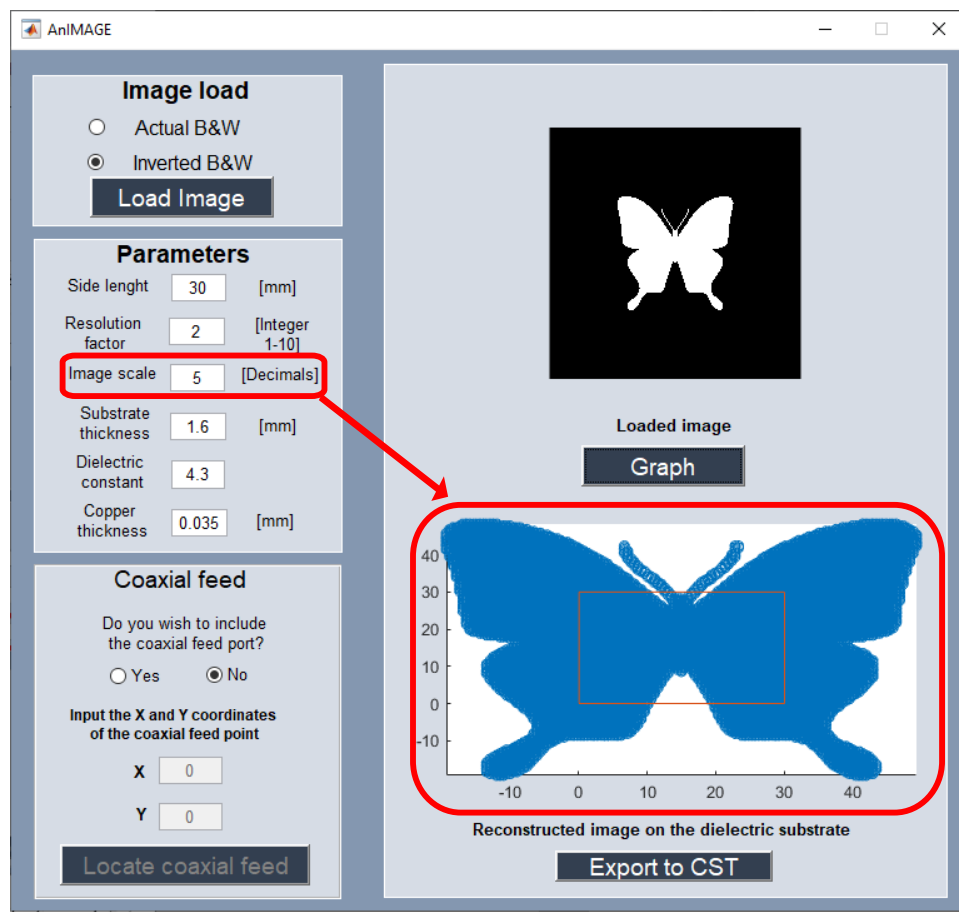 AnIMAGE
Image load
Actual B&W
Inverted B&W
Load Image
Parameters
Side lenght 30 [mm]
Resolution
factor
2
[Integer
1-10]
Image scale 5 [Decimals]
Substrate
thickness
1.6 [mm]
Dielectric
constant
4.3
Copper
thickness
0.035 [mm]
Coaxial feed
Do you wish to include
the coaxial feed port?
Yes No
Input the X and Y coordinates
of the coaxial feed point
X 0
Y 0
Locate coaxial feed
Loaded image
Graph
40
30
20
10
0
-10
-10 0 10 20 30 40
Reconstructed image on the dielectric substrate
Export to CST